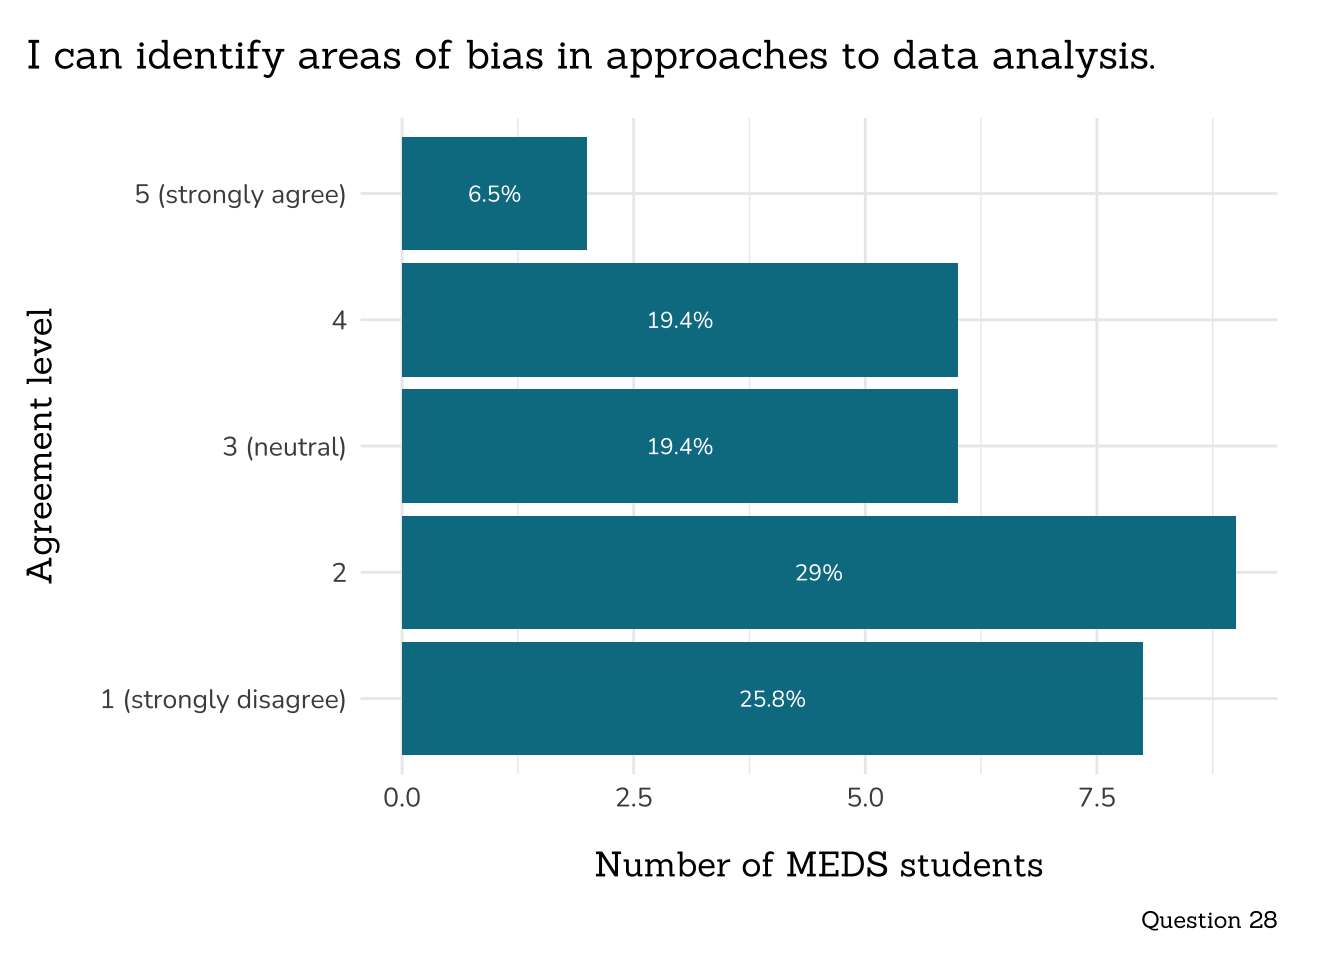 I can identify areas of bias in approaches to data analysis.
Agreement level
5 (strongly agree)
6.5%
4
19.4%
3 (neutral)
19.4%
2
29%
1 (strongly disagree)
25.8%
0.0 2.5 5.0 7.5
Number of MEDS students
Question 28